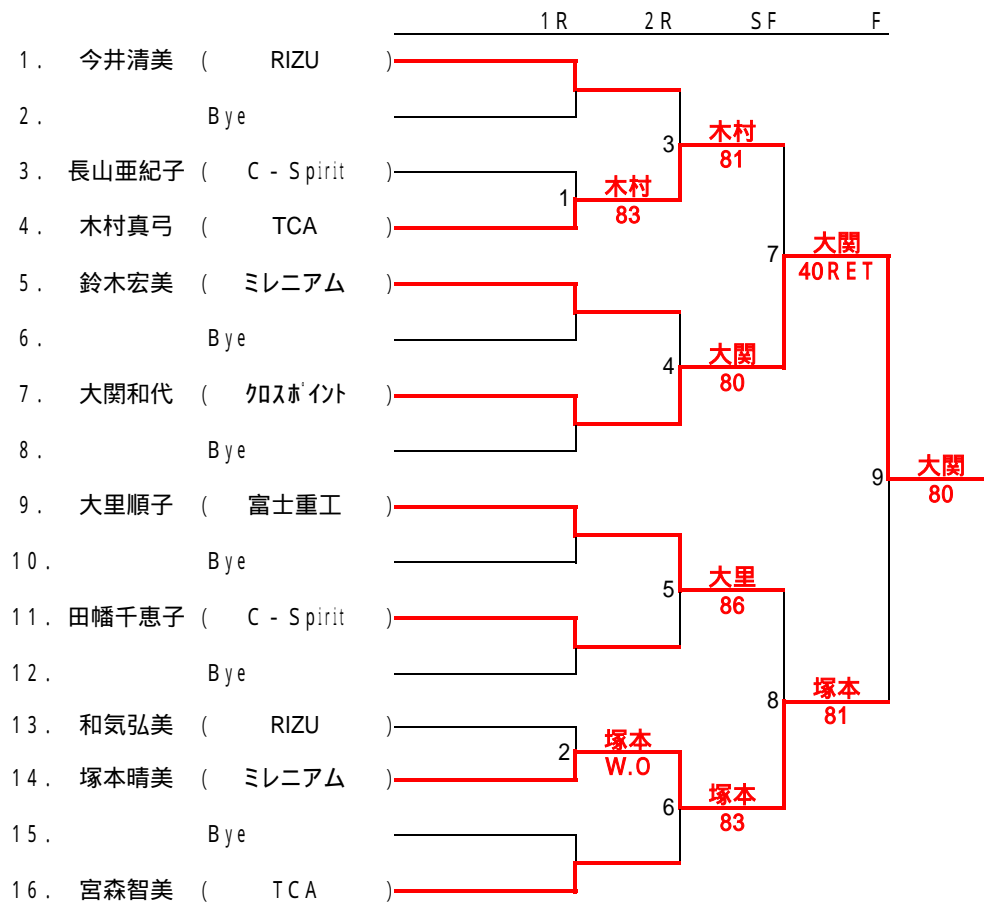 1R 2R SF F
1. 今井清美 ( RIZU )
2. Bye
木村
3
81
3. 長山亜紀子 ( C-Spirit )
木村
1
83
4. 木村真弓 ( TCA )
大関
7
40RET
5. 鈴木宏美 ( ミレニアム )
6. Bye
大関
4
80
7. 大関和代 ( クロスポイント )
8. Bye
大関
9
80
9. 大里順子 ( 富士重工 )
10. Bye
大里
5
86
11. 田幡千恵子 ( C-Spirit )
12. Bye
塚本
8
81
13. 和気弘美 ( RIZU )
塚本
2
W.O
14. 塚本晴美 ( ミレニアム )
塚本
6
83
15. Bye
16. 宮森智美 ( TCA )